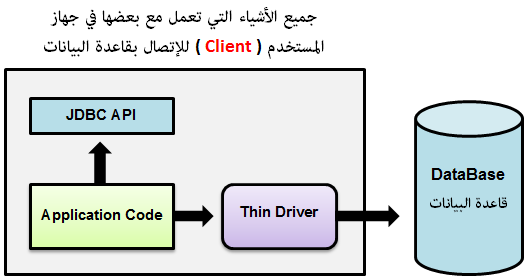 جميع الأشياء التي تعمل مع بعضها في جهاز
المستخدم ( Client ) للإتصال بقاعدة البيانات
JDBC API
Application Code
Thin Driver
DataBase
قاعدة البيانات